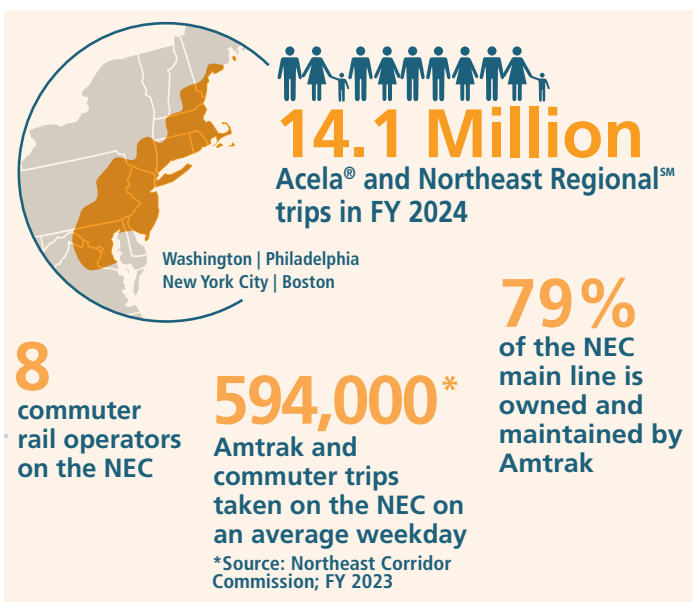 14.1 Million
Acela® and Northeast Regional℠
trips in FY 2024
Washington | Philadelphia
New York City | Boston
8
commuter
rail operators
on the NEC
594,000*
Amtrak and
commuter trips
taken on the NEC on
an average weekday
*Source: Northeast Corridor
Commission; FY 2023
79%
of the NEC
main line is
owned and
maintained by
Amtrak